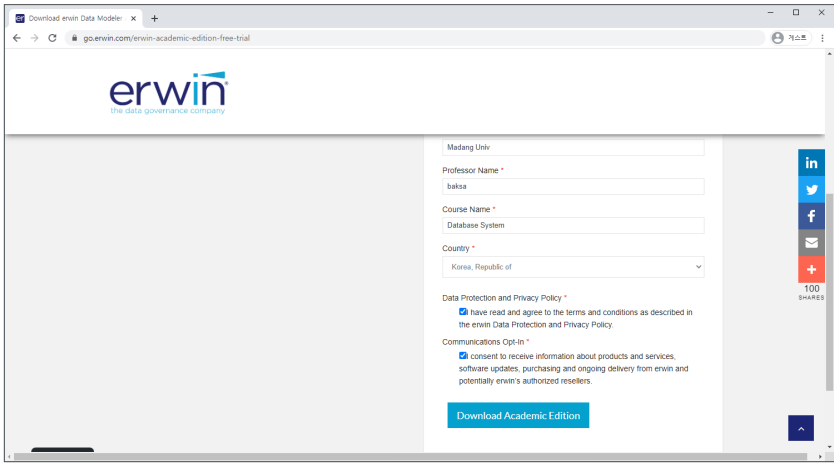 Download erwin Data Modeler
go.erwin.com/erwin-academic-edition-free-trial
게스트
erwin
the data governance company
Madang Univ
Professor Name *
baksa
Course Name *
Database System
Country *
Korea, Republic of
Data Protection and Privacy Policy *
I have read and agree to the terms and conditions as described in
the erwin Data Protection and Privacy Policy.
Communications Opt-In *
I consent to receive information about products and services,
software updates, purchasing and ongoing delivery from erwin and
potentially erwin's authorized resellers.
Download Academic Edition
in
f
100
SHARES